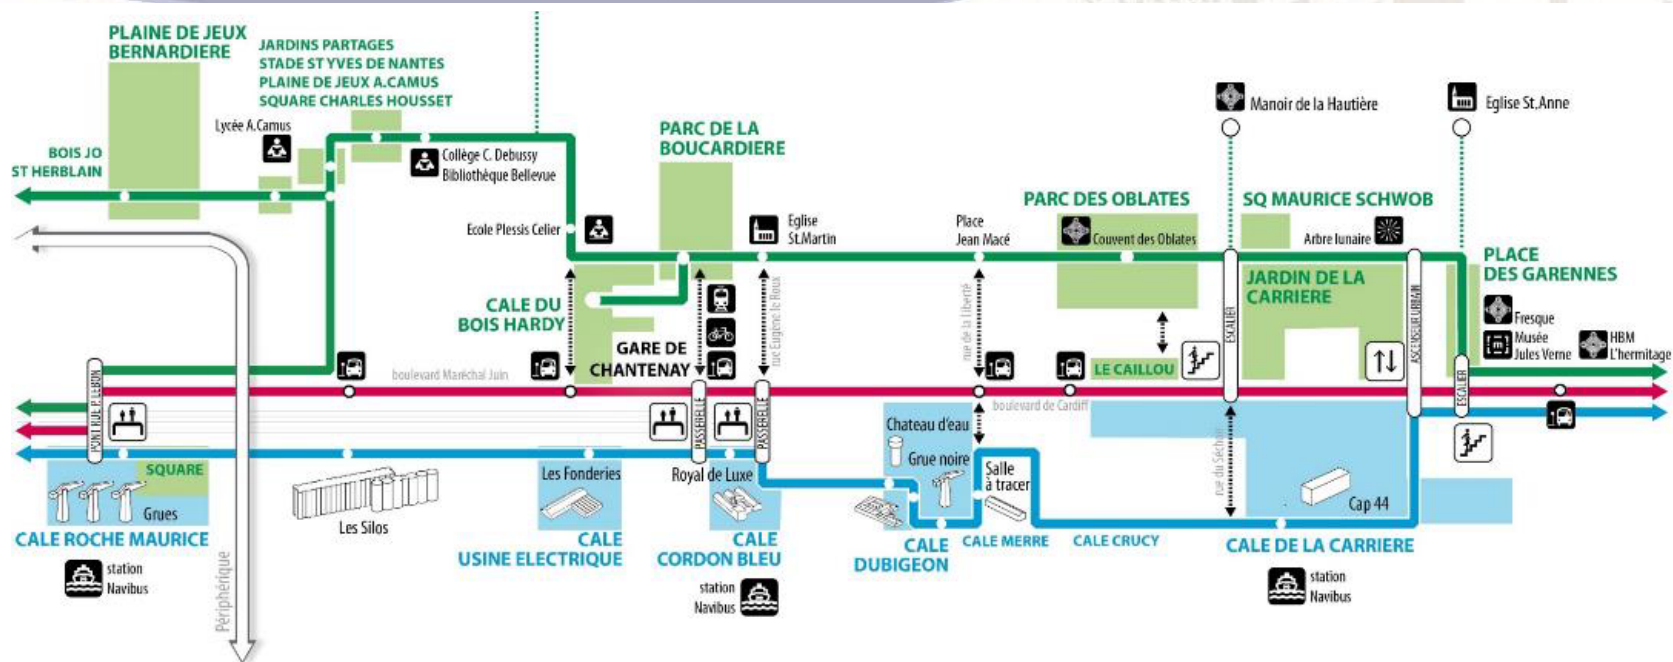 PLAINE DE JEUX
BERNARDIERE
JARDINS PARTAGES
STADE ST YVES DE NANTES
PLAINE DE JEUX A.CAMUS
SQUARE CHARLES HOUSSET
Lycée A.Camus
BOIS JO
ST HERBLAIN
Collège C. Debussy
Bibliothèque Bellevue
PARC DE LA
BOUCARDIERE
Manoir de la Hautière
Eglise St,Anne
Ecole Plessis Celier
Eglise
St.Martin
Place
Jean Macé
PARC DES OBLATES
Couvent des Oblates
SQ MAURICE SCHWOB
Arbre lunaire
PLACE
DES GARENNES
JARDIN DE LA
CARRIERE
CALE DU
BOIS HARDY
rue Eugène le Roux
rue de la Liberté
ESCALIER
ASCENSEUR URBAIN
Fresque
Musée
Jules Verne
HBM
L'hermitage
GARE DE
CHANTENAY
LE CAILLOU
boulevard Maréchal Juin
boulevard de Cardiff
PONT RUE P. LEBON
PASSERELLE
PASSERELLE
ESCALIER
SQUARE
Grues
Les Silos
Les Fonderies
Royal de Luxe
Chateau d'eau
Grue noire
Salle
à tracer
rue du Séchoir
Cap 44
CALE ROCHE MAURICE
CALE
USINE ELECTRIQUE
CALE
CORDON BLEU
CALE
DUBIGEON
CALE MERRE
CALE CRUCY
CALE DE LA CARRIERE
station
Navibus
station
Navibus
station
Navibus
Périphérique